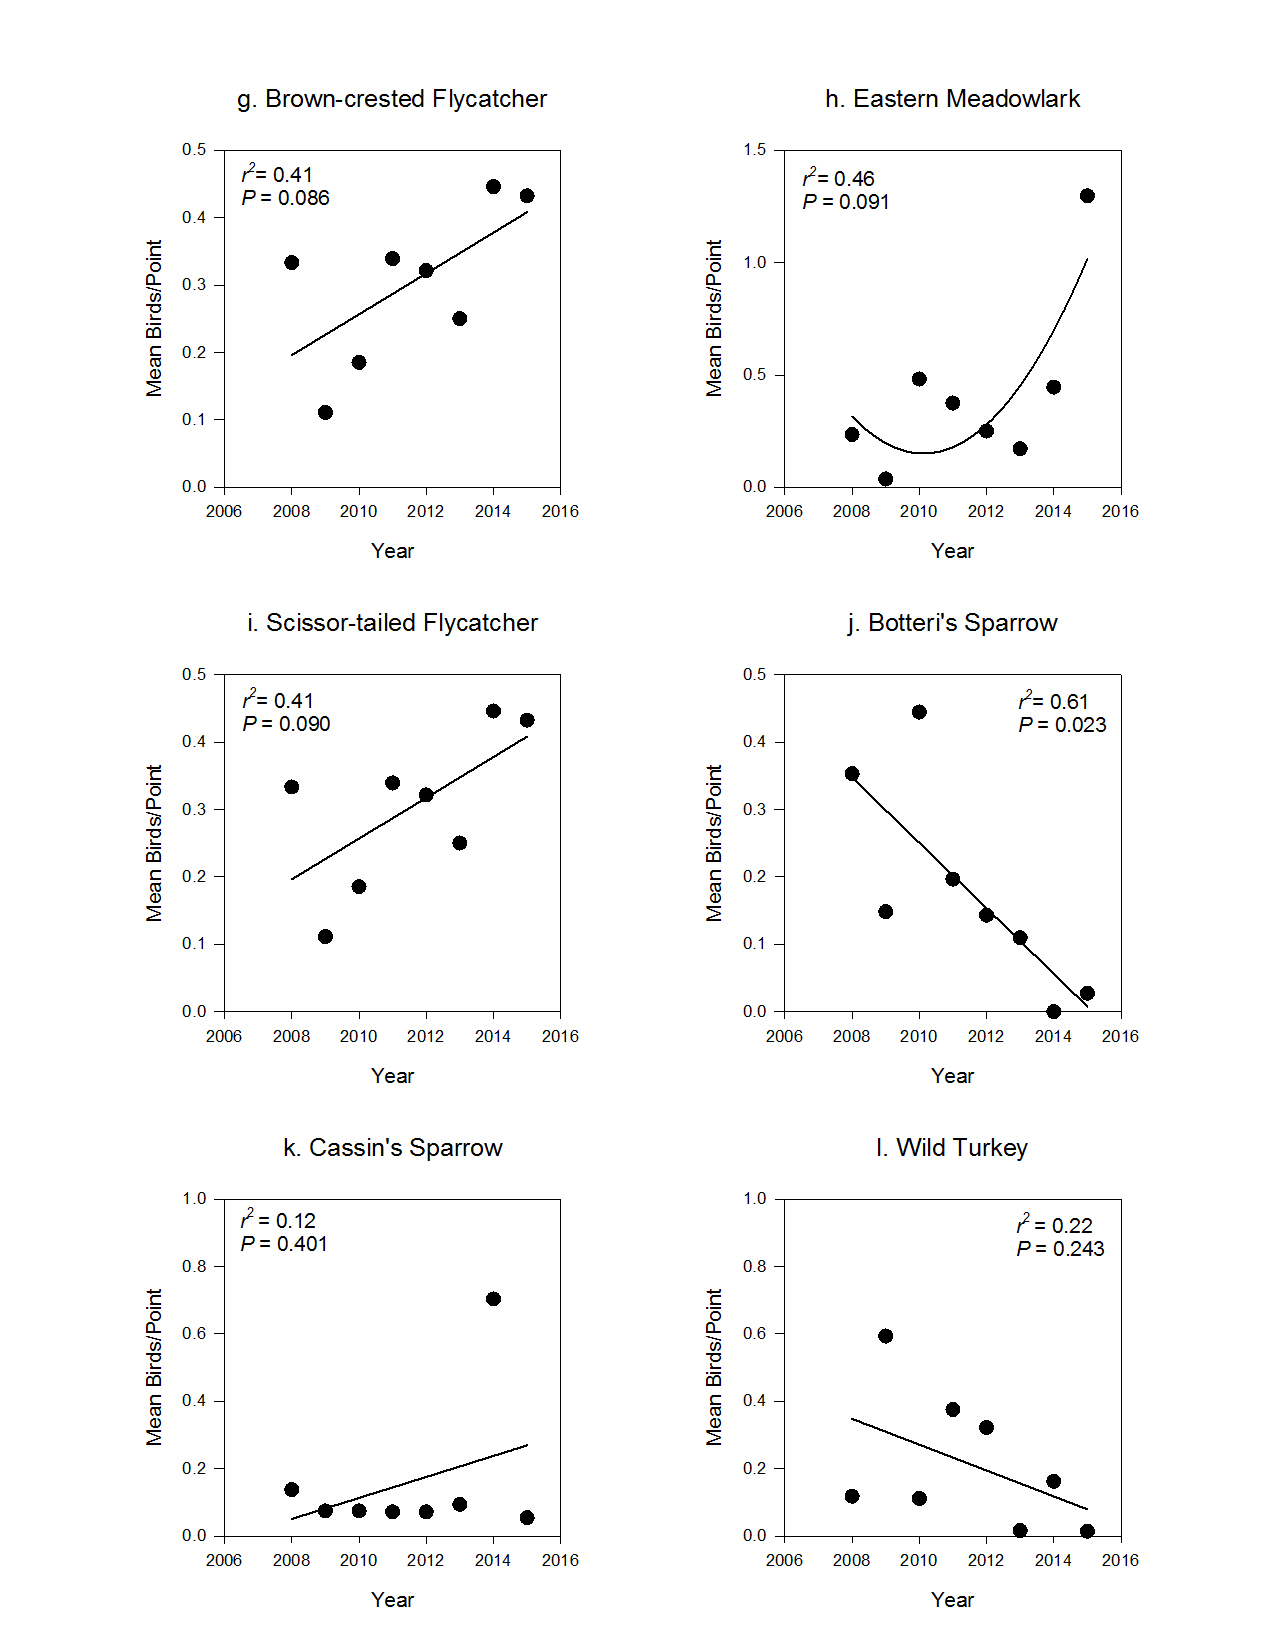 g. Brown-crested Flycatcher
r2= 0.41
P = 0.086
0.5
0.4
0.3
0.2
0.1
0.0
Mean Birds/Point
2006 2008 2010 2012 2014 2016
Year
h. Eastern Meadowlark
r2= 0.46
P = 0.091
1.5
1.0
0.5
0.0
Mean Birds/Point
2006 2008 2010 2012 2014 2016
Year
i. Scissor-tailed Flycatcher
r2= 0.41
P = 0.090
0.5
0.4
0.3
0.2
0.1
0.0
Mean Birds/Point
2006 2008 2010 2012 2014 2016
Year
j. Botteri's Sparrow
r2= 0.61
P = 0.023
0.5
0.4
0.3
0.2
0.1
0.0
Mean Birds/Point
2006 2008 2010 2012 2014 2016
Year
k. Cassin's Sparrow
r2 = 0.12
P = 0.401
1.0
0.8
0.6
0.4
0.2
0.0
Mean Birds/Point
2006 2008 2010 2012 2014 2016
Year
l. Wild Turkey
r2 = 0.22
P = 0.243
1.0
0.8
0.6
0.4
0.2
0.0
Mean Birds/Point
2006 2008 2010 2012 2014 2016
Year